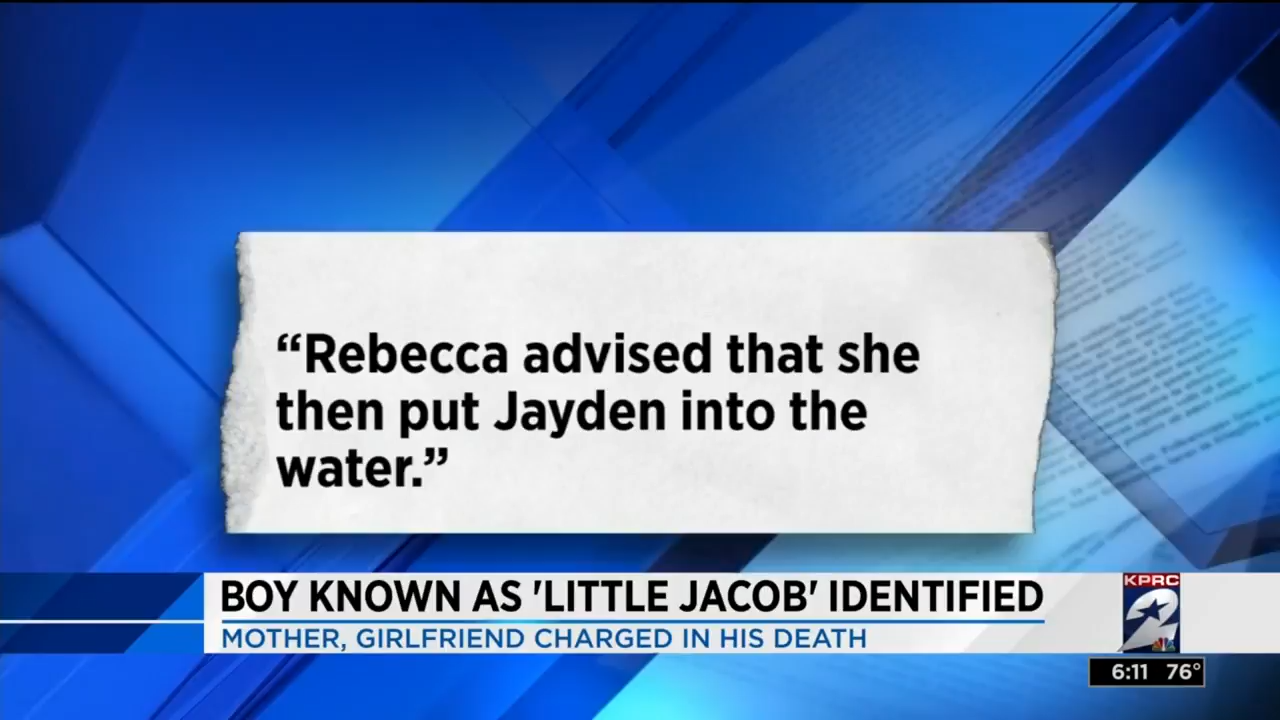 “Rebecca advised that she
then put Jayden into the
water.”
BOY KNOWN AS 'LITTLE JACOB' IDENTIFIED
MOTHER, GIRLFRIEND CHARGED IN HIS DEATH
KPRC
2
6:11 76°